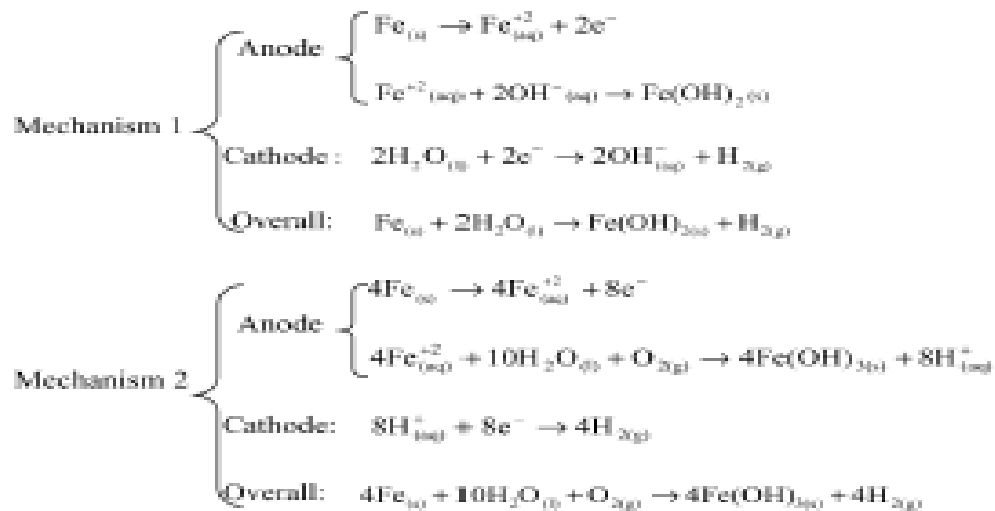 Anode
Fe(s) → Fe+2(aq) + 2e−
Fe+2(aq) + 2OH−(aq) → Fe(OH)2(s)
Mechanism 1
Cathode: 2H2O(l) + 2e− → 2OH−(aq) + H2(g)
Overall: Fe(s) + 2H2O(l) → Fe(OH)2(s) + H2(g)
Anode
4Fe(s) → 4Fe+2(aq) + 8e−
4Fe+2(aq) + 10H2O(l) + O2(g) → 4Fe(OH)3(s) + 8H+(aq)
Mechanism 2
Cathode: 8H+(aq) + 8e− → 4H2(g)
Overall: 4Fe(s) + 10H2O(l) + O2(g) → 4Fe(OH)3(s) + 4H2(g)